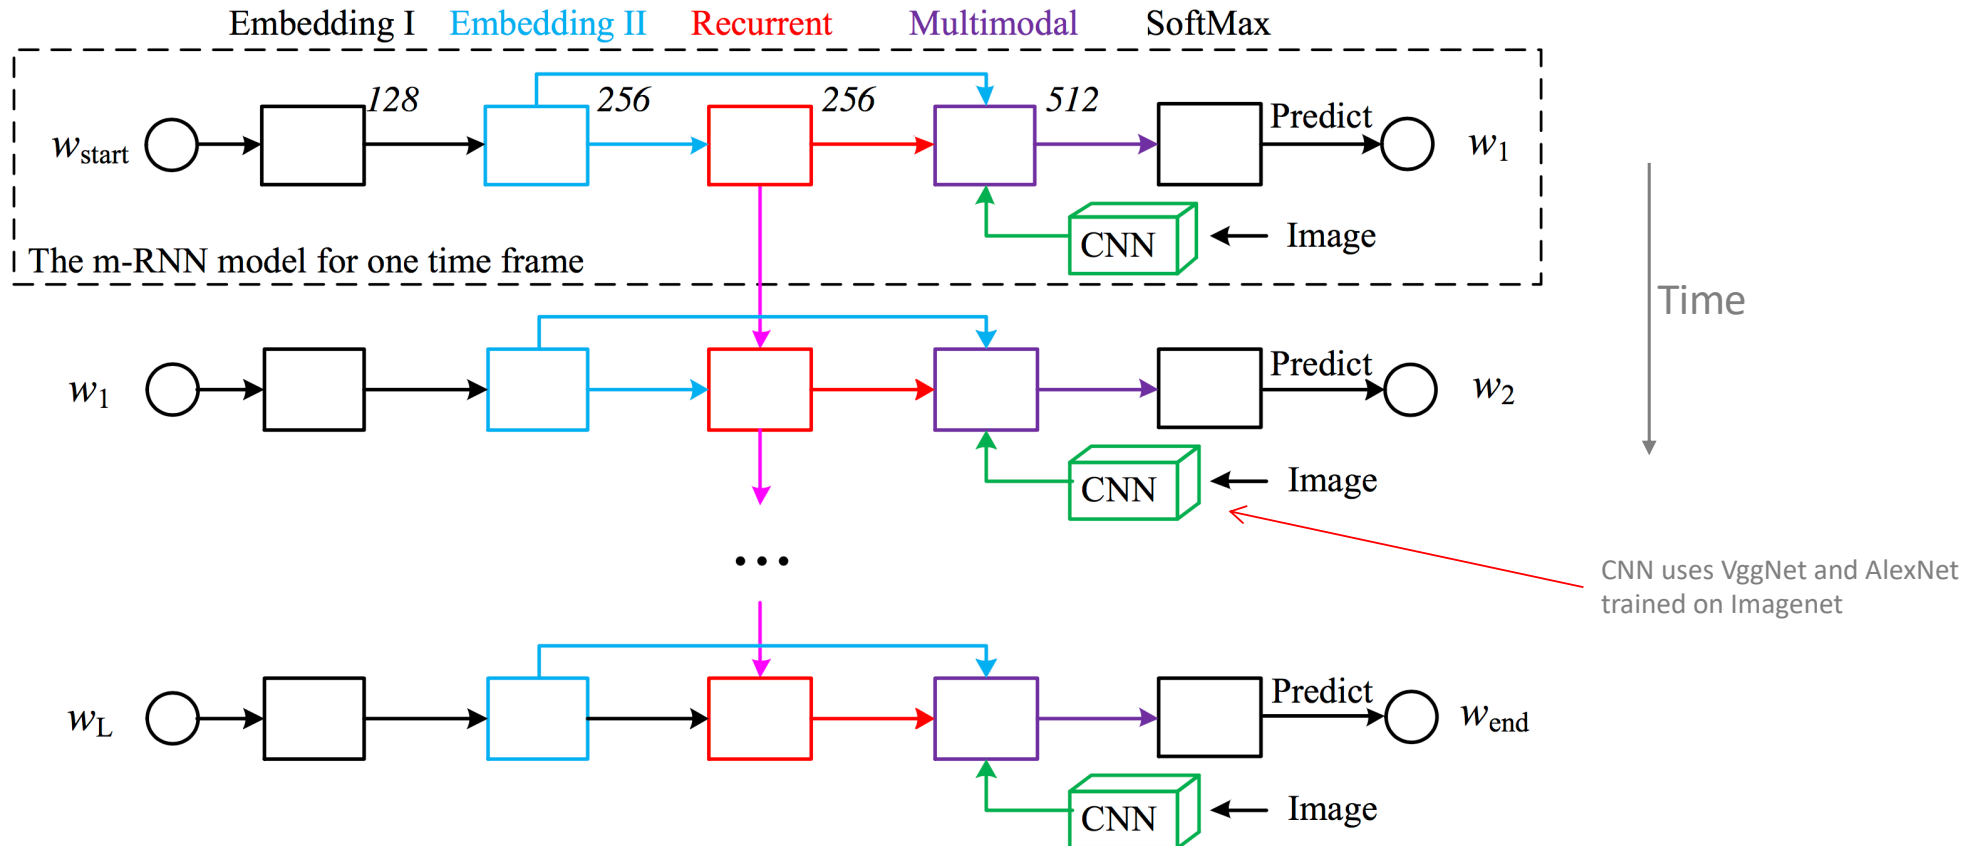 Embedding I Embedding II Recurrent Multimodal SoftMax
128 256 256 512
w_start Predict w_1
CNN Image
The m-RNN model for one time frame
Time
w_1 Predict w_2
CNN Image
...
CNN uses VggNet and AlexNet
trained on Imagenet
w_L Predict w_end
CNN Image